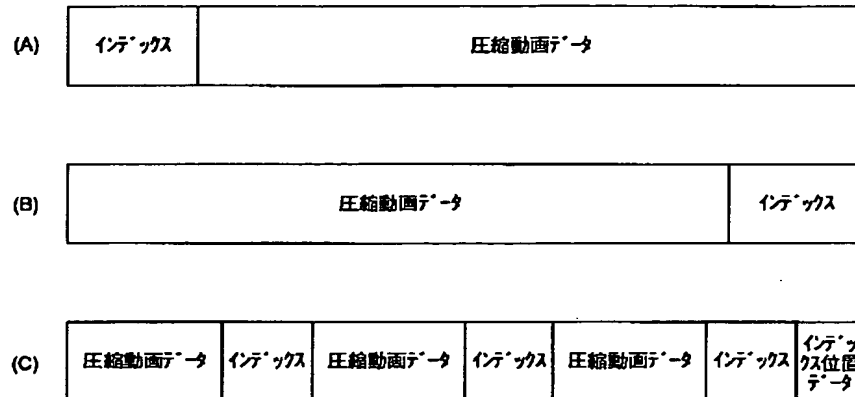 (A) インデックス 圧縮動画データ
(B) 圧縮動画データ インデックス
(C) 圧縮動画データ インデックス 圧縮動画データ インデックス 圧縮動画データ インデックス インデッ
クス位置
データ